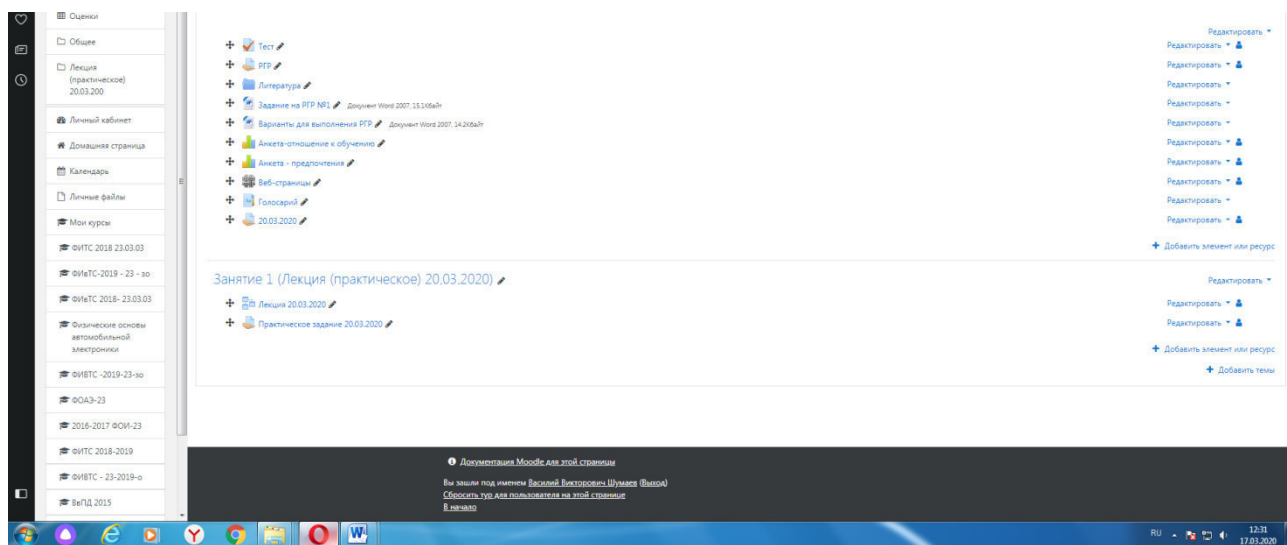 Оценки
Общее
Лекция
(практическое)
20.03.200
Личный кабинет
Домашняя страница
Календарь
Личные файлы
Мои курсы
ФИТС 2018 23.03.03
ФИвТС-2019 - 23 - зо
ФИвТС 2018- 23.03.03
Физические основы
автомобильной
электроники
ФИВТС -2019-23-зо
ФОАЭ-23
2016-2017 ФОИ-23
ФИТС 2018-2019
ФИВТС - 23-2019-о
ВвПД 2015
Редактировать
Тест Редактировать
РГР Редактировать
Литература Редактировать
Задание на РГР №1 Документ Word 2007, 15.1Кбайт Редактировать
Варианты для выполнения РГР Документ Word 2007, 14.2Кбайт Редактировать
Анкета-отношение к обучению Редактировать
Анкета - предпочтения Редактировать
Веб-страницы Редактировать
Голосарий Редактировать
20.03.2020 Редактировать
Добавить элемент или ресурс
Занятие 1 (Лекция (практическое) 20.03.2020) Редактировать
Лекция 20.03.2020 Редактировать
Практическое задание 20.03.2020 Редактировать
Добавить элемент или ресурс
Добавить темы
Документация Moodle для этой страницы
Вы зашли под именем Василий Викторович Шумаев (Выход)
Сбросить тур для пользователя на этой странице
В начало
RU 12:31
17.03.2020